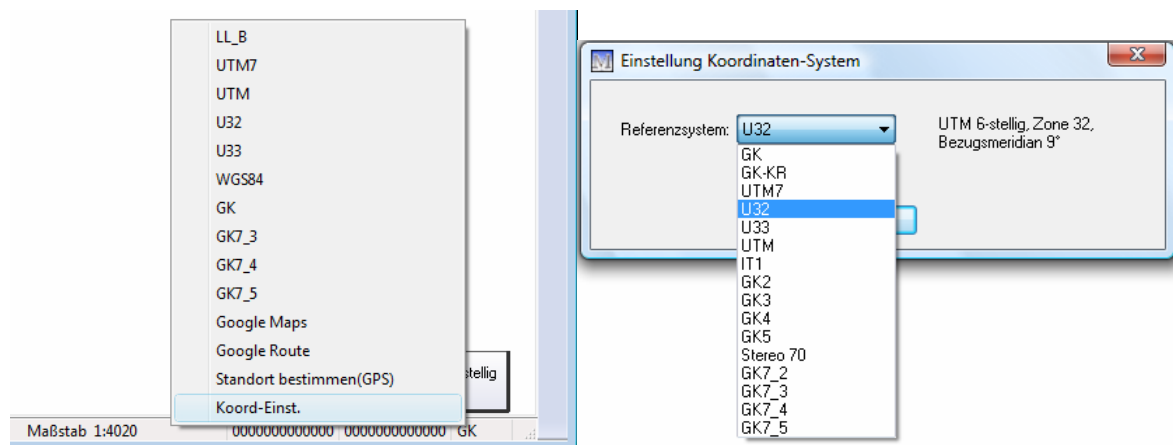 LL_B
UTM7
UTM
U32
U33
WGS84
GK
GK7_3
GK7_4
GK7_5
Google Maps
Google Route
Standort bestimmen(GPS)
stellig
Koord-Einst.
Maßstab 1:4020 0000000000000 0000000000000 GK
Einstellung Koordinaten-System
Referenzsystem: U32 UTM 6-stellig, Zone 32,
Bezugsmeridian 9°
GK
GK-KR
UTM7
U32
U33
UTM
IT1
GK2
GK3
GK4
GK5
Stereo 70
GK7_2
GK7_3
GK7_4
GK7_5